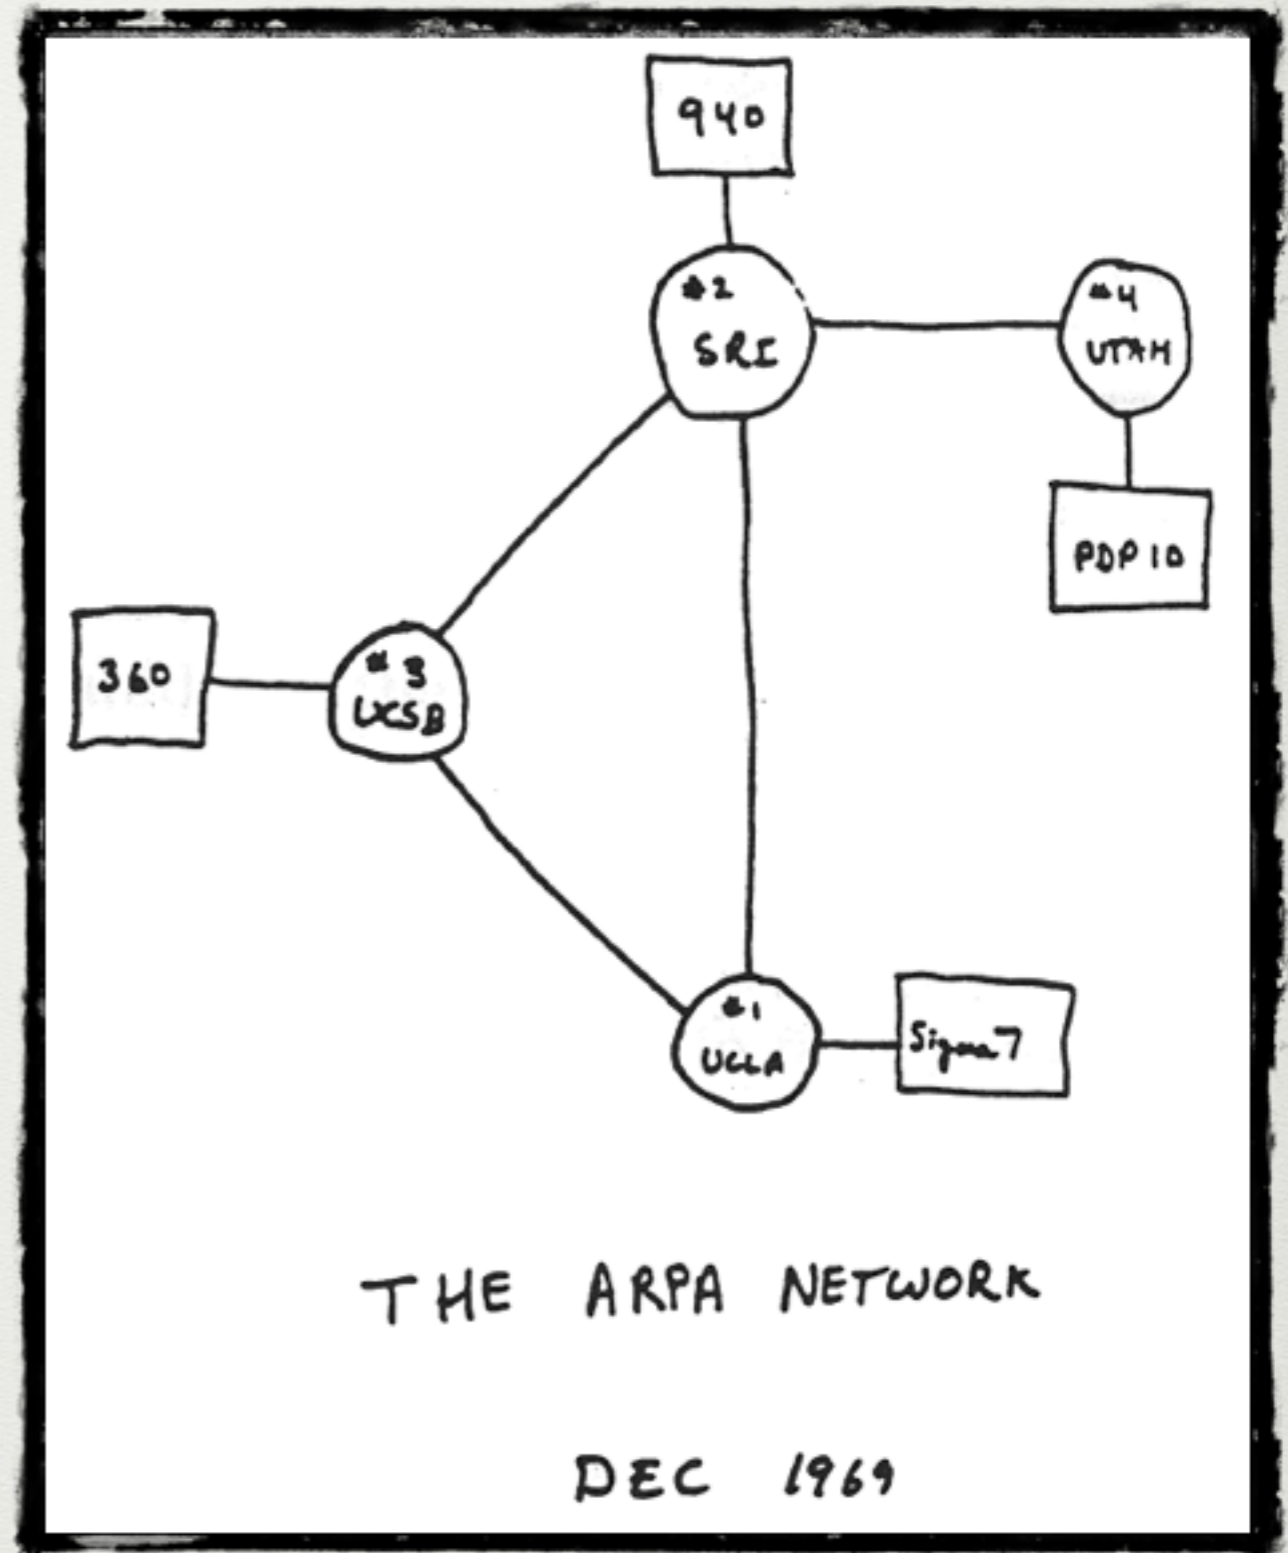 940
#2
SRI
#4
UTAH
PDP 10
360
#3
UCSB
#1
UCLA
Sigma 7
THE ARPA NETWORK
DEC 1969